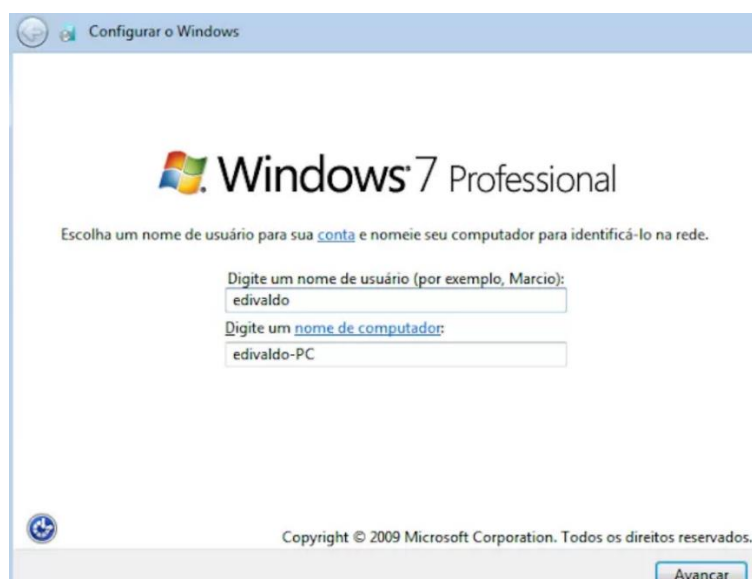 Configurar o Windows
Windows 7 Professional
Escolha um nome de usuário para sua conta e nomeie seu computador para identificá-lo na rede.
Digite um nome de usuário (por exemplo, Marcio):
edivaldo
Digite um nome de computador:
edivaldo-PC
Copyright © 2009 Microsoft Corporation. Todos os direitos reservados.
Avançar